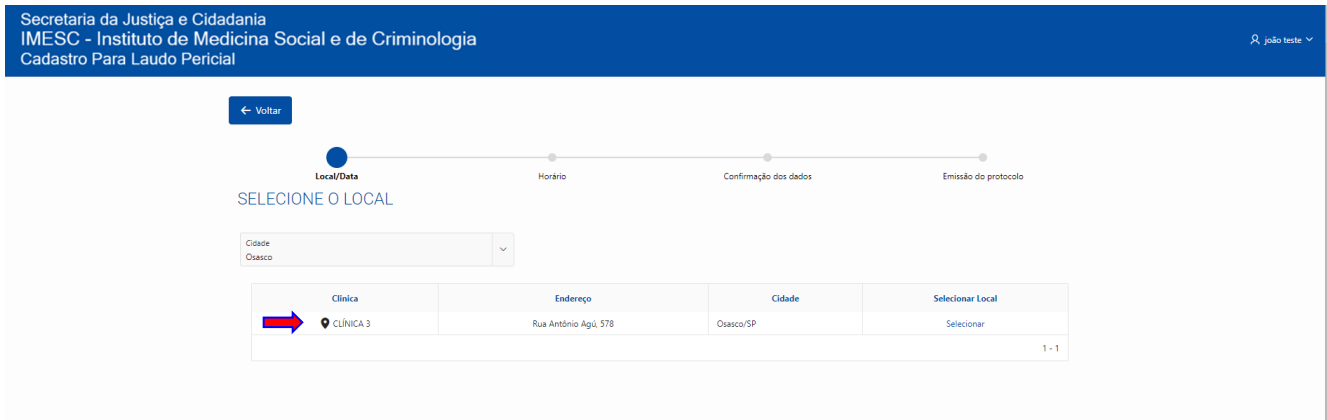 Secretaria da Justiça e Cidadania
IMESC - Instituto de Medicina Social e de Criminologia
Cadastro Para Laudo Pericial
joão teste
Voltar
Local/Data Horário Confirmação dos dados Emissão do protocolo
SELECIONE O LOCAL
Cidade
Osasco
Clínica Endereço Cidade Selecionar Local
CLÍNICA 3 Rua Antônio Agú, 578 Osasco/SP Selecionar
1 - 1